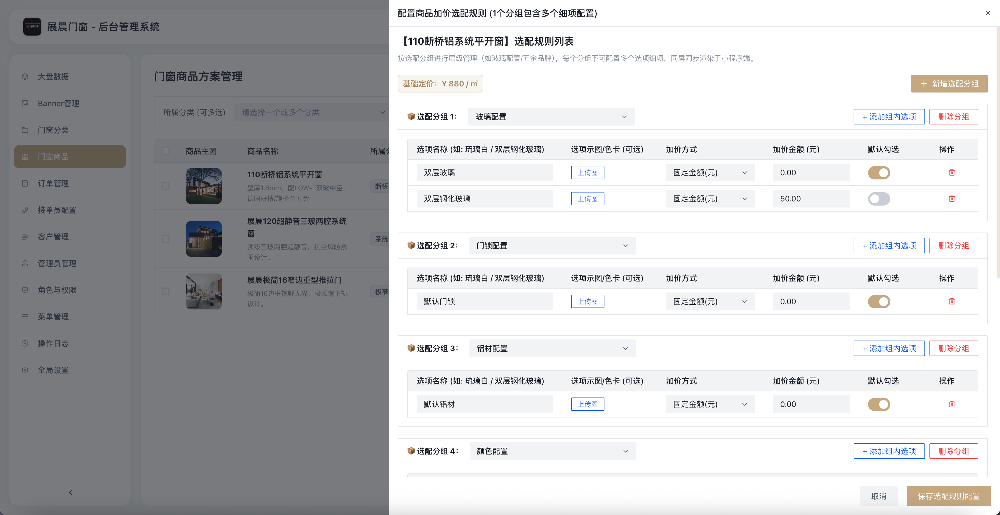 展晨门窗 - 后台管理系统
大盘数据
Banner管理
门窗分类
门窗商品
订单管理
接单员配置
客户管理
管理员管理
角色与权限
菜单管理
操作日志
全局设置
门窗商品方案管理
所属分类 (可多选) 请选择一个或多个分类
商品主图 商品名称 所属分
110断桥铝系统平开窗
壁厚1.8mm，配LOW-E双玻中空，
德国好博/施格兰五金
断桥
展晨120超静音三玻两腔系统
窗
顶级三玻两腔超静音，抗台风防暴
雨设计。
系统
展晨极简16窄边重型推拉门
极简16边框视野无界，极顺滑下轨
设计。
极窄
配置商品加价选配规则 (1个分组包含多个细项配置)
【110断桥铝系统平开窗】选配规则列表
按选配分组进行层级管理（如玻璃配置/五金品牌），每个分组下可配置多个选项细项，同屏同步渲染于小程序端。
基础定价：¥ 880 / ㎡
+ 新增选配分组
选配分组 1： 玻璃配置 + 添加组内选项 删除分组
选项名称 (如: 琉璃白 / 双层钢化玻璃) 选项示图/色卡 (可选) 加价方式 加价金额 (元) 默认勾选 操作
双层玻璃 上传图 固定金额(元) 0.00
双层钢化玻璃 上传图 固定金额(元) 50.00
选配分组 2： 门锁配置 + 添加组内选项 删除分组
选项名称 (如: 琉璃白 / 双层钢化玻璃) 选项示图/色卡 (可选) 加价方式 加价金额 (元) 默认勾选 操作
默认门锁 上传图 固定金额(元) 0.00
选配分组 3： 铝材配置 + 添加组内选项 删除分组
选项名称 (如: 琉璃白 / 双层钢化玻璃) 选项示图/色卡 (可选) 加价方式 加价金额 (元) 默认勾选 操作
默认铝材 上传图 固定金额(元) 0.00
选配分组 4： 颜色配置 + 添加组内选项 删除分组
取消 保存选配规则配置